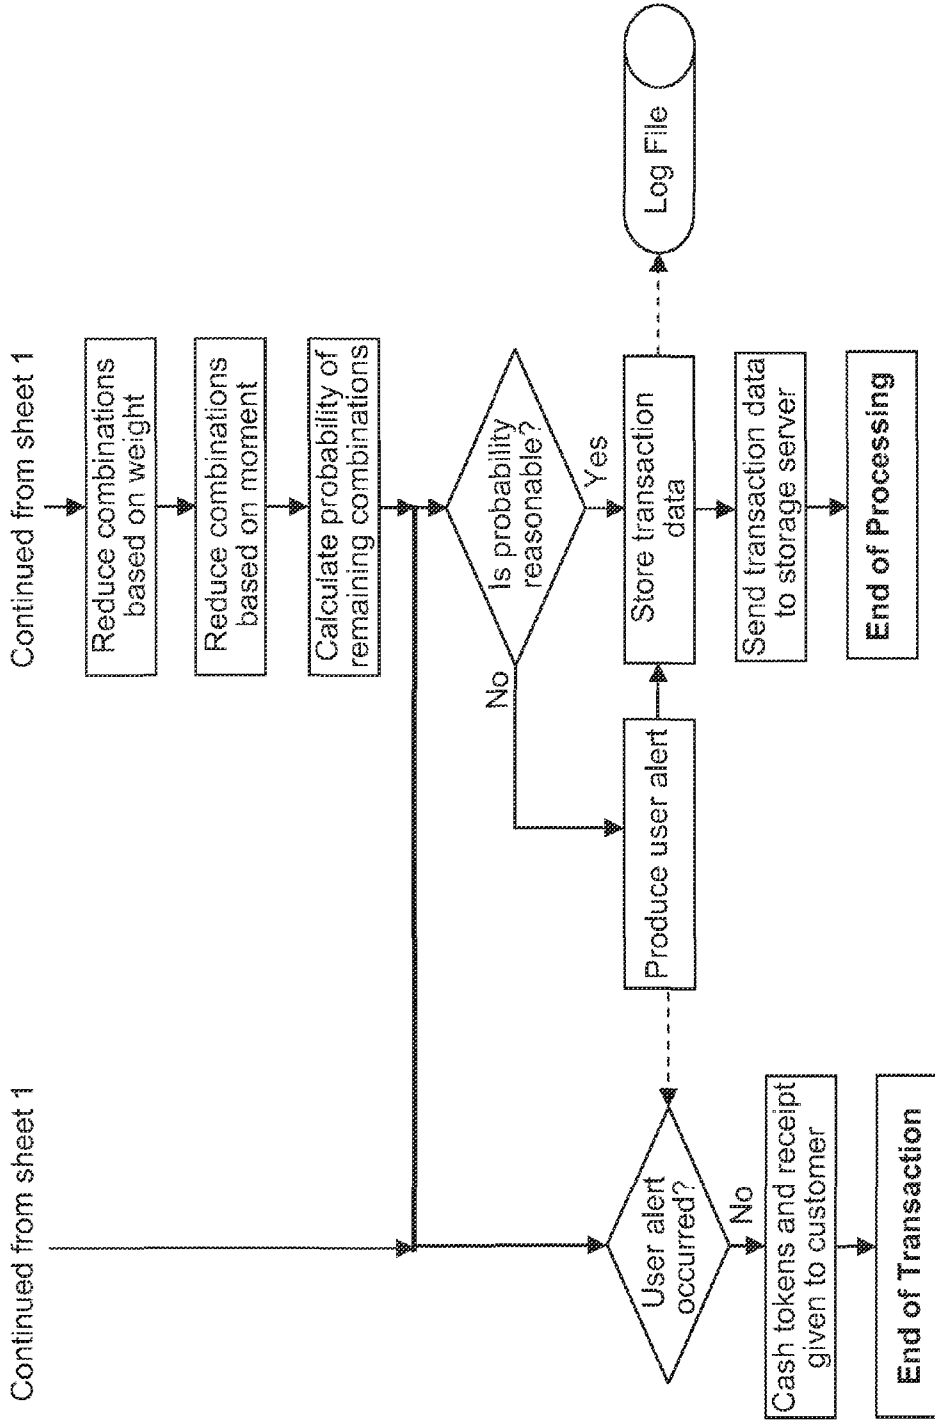 Continued from sheet 1
Continued from sheet 1
Reduce combinations
based on weight
Reduce combinations
based on moment
Calculate probability of
remaining combinations
Is probability
reasonable?
No
Yes
Produce user alert
Store transaction
data
Log File
Send transaction data
to storage server
End of Processing
User alert
occurred?
No
Cash tokens and receipt
given to customer
End of Transaction